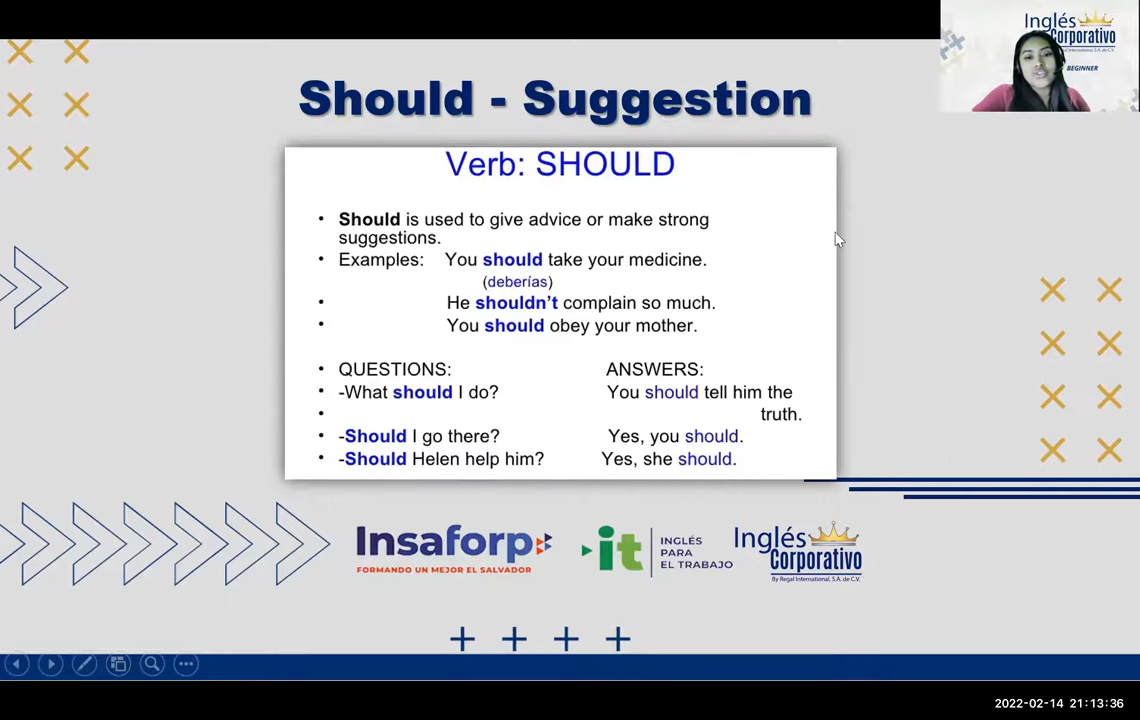 Inglés
Corporativo
BEGINNER
Should - Suggestion
Verb: SHOULD
• Should is used to give advice or make strong
suggestions.
• Examples: You should take your medicine.
(deberías)
• He shouldn't complain so much.
• You should obey your mother.
• QUESTIONS: ANSWERS:
• -What should I do? You should tell him the
• truth.
• -Should I go there? Yes, you should.
• -Should Helen help him? Yes, she should.
Insaforp
FORMANDO UN MEJOR EL SALVADOR
it
INGLÉS
PARA
EL TRABAJO
Inglés
Corporativo
By Regal International, S.A. de C.V.
2022-02-14 21:13:36